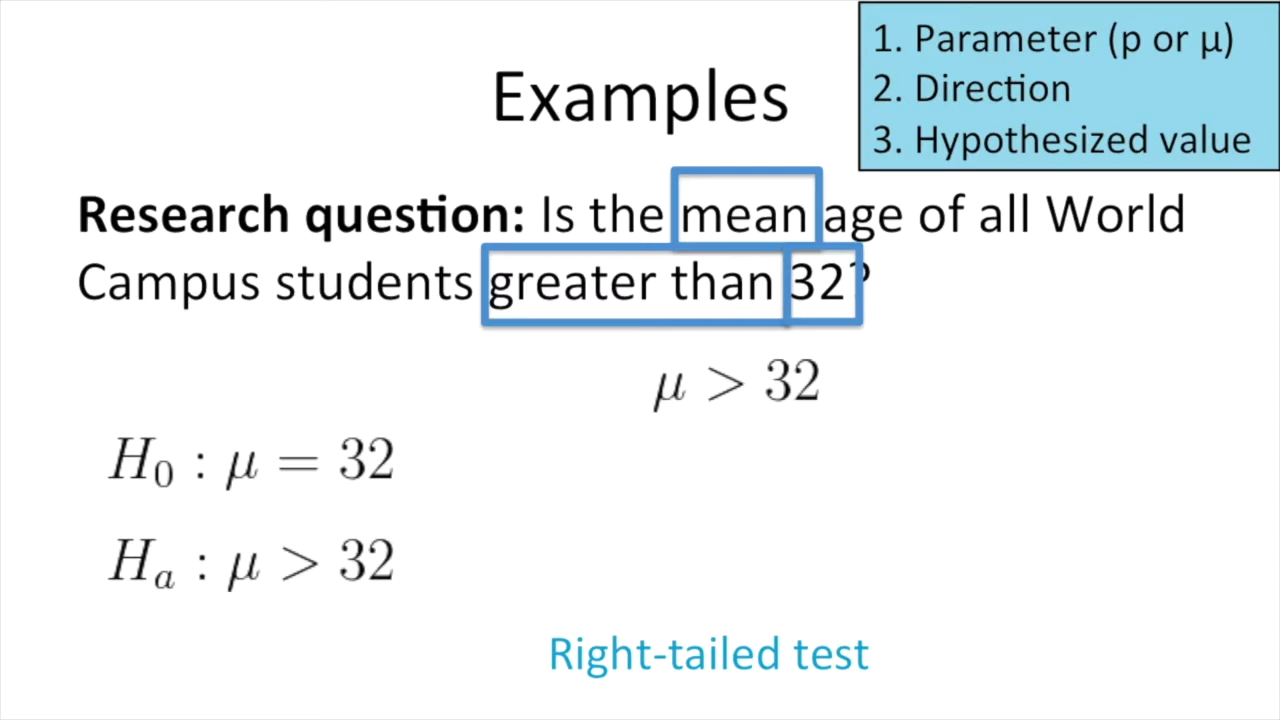 1. Parameter (p or μ)
2. Direction
3. Hypothesized value
Examples
Research question: Is the mean age of all World
Campus students greater than 32?
μ > 32
H₀ : μ = 32
Hₐ : μ > 32
Right-tailed test